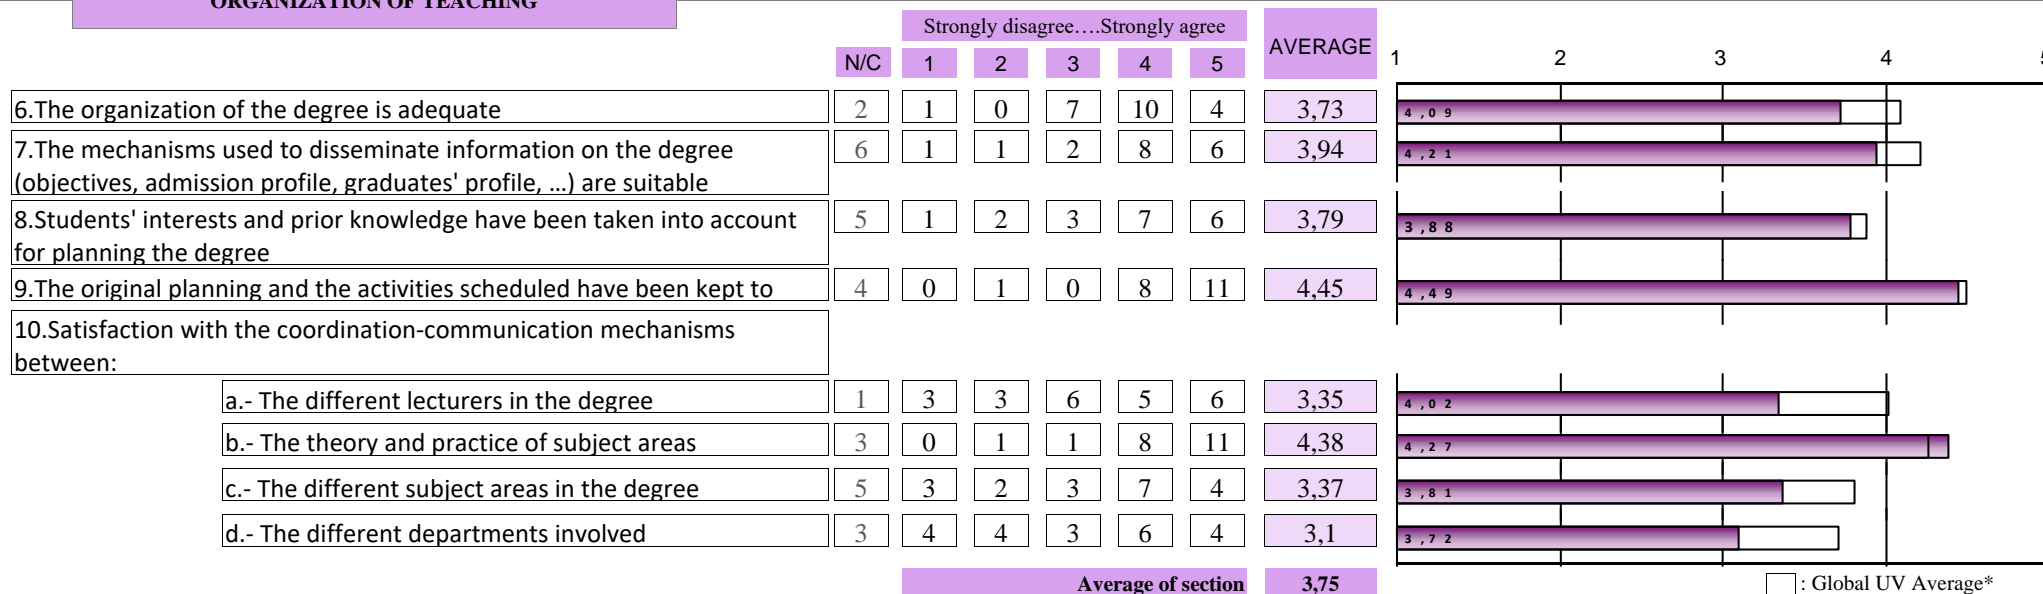 ORGANIZATION OF TEACHING
Strongly disagree….Strongly agree
AVERAGE
N/C 1 2 3 4 5
1 2 3 4 5
6.The organization of the degree is adequate 2 1 0 7 10 4 3,73 4,09
7.The mechanisms used to disseminate information on the degree
(objectives, admission profile, graduates' profile, …) are suitable 6 1 1 2 8 6 3,94 4,21
8.Students' interests and prior knowledge have been taken into account
for planning the degree 5 1 2 3 7 6 3,79 3,88
9.The original planning and the activities scheduled have been kept to 4 0 1 0 8 11 4,45 4,49
10.Satisfaction with the coordination-communication mechanisms
between:
a.- The different lecturers in the degree 1 3 3 6 5 6 3,35 4,02
b.- The theory and practice of subject areas 3 0 1 1 8 11 4,38 4,27
c.- The different subject areas in the degree 5 3 2 3 7 4 3,37 3,81
d.- The different departments involved 3 4 4 3 6 4 3,1 3,72
Average of section 3,75
: Global UV Average*